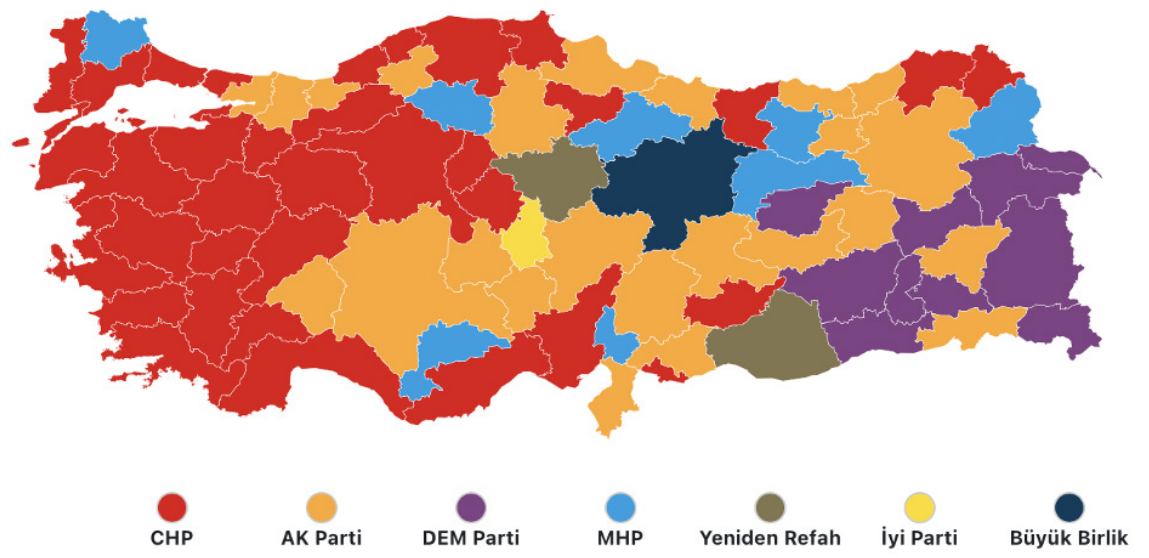 CHP
AK Parti
DEM Parti
MHP
Yeniden Refah
İyi Parti
Büyük Birlik